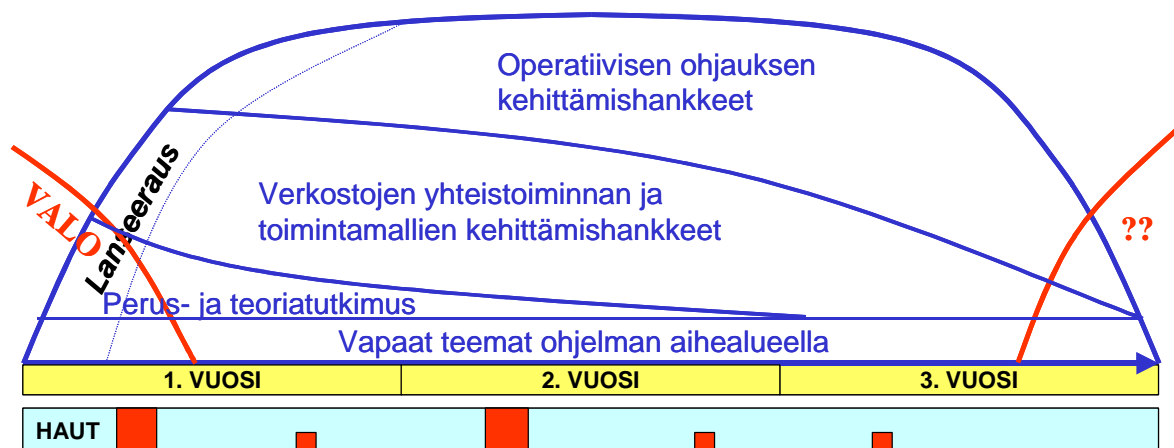 Operatiivisen ohjauksen
kehittämishankkeet
Lanseeraus
VALO
Verkostojen yhteistoiminnan ja
toimintamallien kehittämishankkeet
??
Perus- ja teoriatutkimus
Vapaat teemat ohjelman aihealueella
1. VUOSI
2. VUOSI
3. VUOSI
HAUT